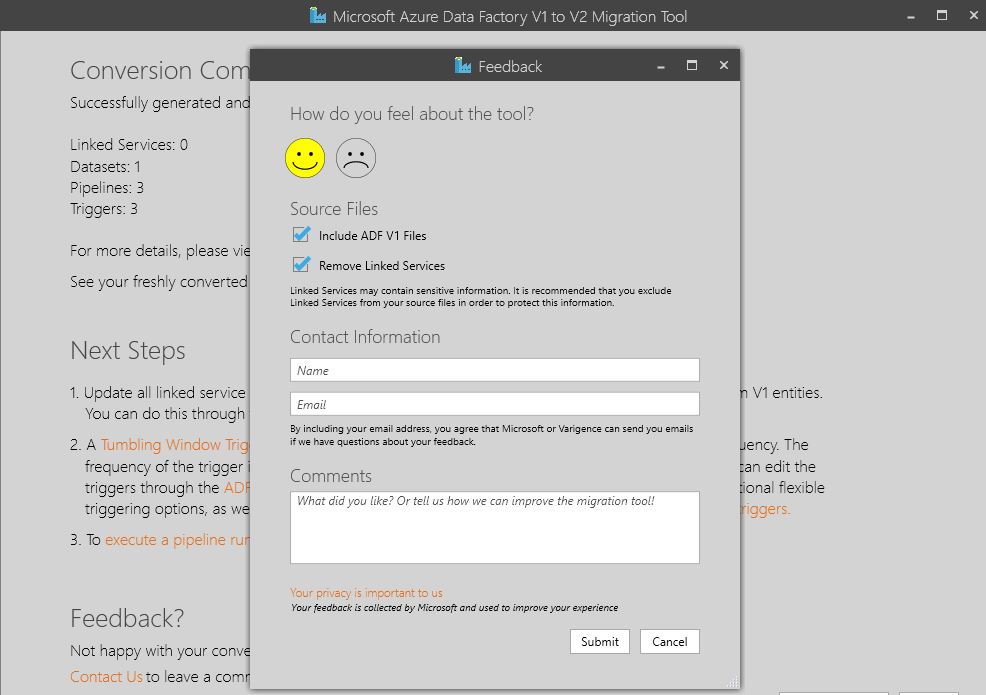 Microsoft Azure Data Factory V1 to V2 Migration Tool
Conversion Com
Successfully generated and
Linked Services: 0
Datasets: 1
Pipelines: 3
Triggers: 3
For more details, please vie
See your freshly converted
Next Steps
1. Update all linked service
m V1 entities.
You can do this through
2. A Tumbling Window Trig
uency. The
frequency of the trigger i
can edit the
triggers through the ADF
tional flexible
triggering options, as we
triggers.
3. To execute a pipeline run
Feedback?
Not happy with your conve
Contact Us to leave a comm
Feedback
How do you feel about the tool?
Source Files
Include ADF V1 Files
Remove Linked Services
Linked Services may contain sensitive information. It is recommended that you exclude
Linked Services from your source files in order to protect this information.
Contact Information
Name
Email
By including your email address, you agree that Microsoft or Varigence can send you emails
if we have questions about your feedback.
Comments
What did you like? Or tell us how we can improve the migration tool!
Your privacy is important to us
Your feedback is collected by Microsoft and used to improve your experience
Submit
Cancel